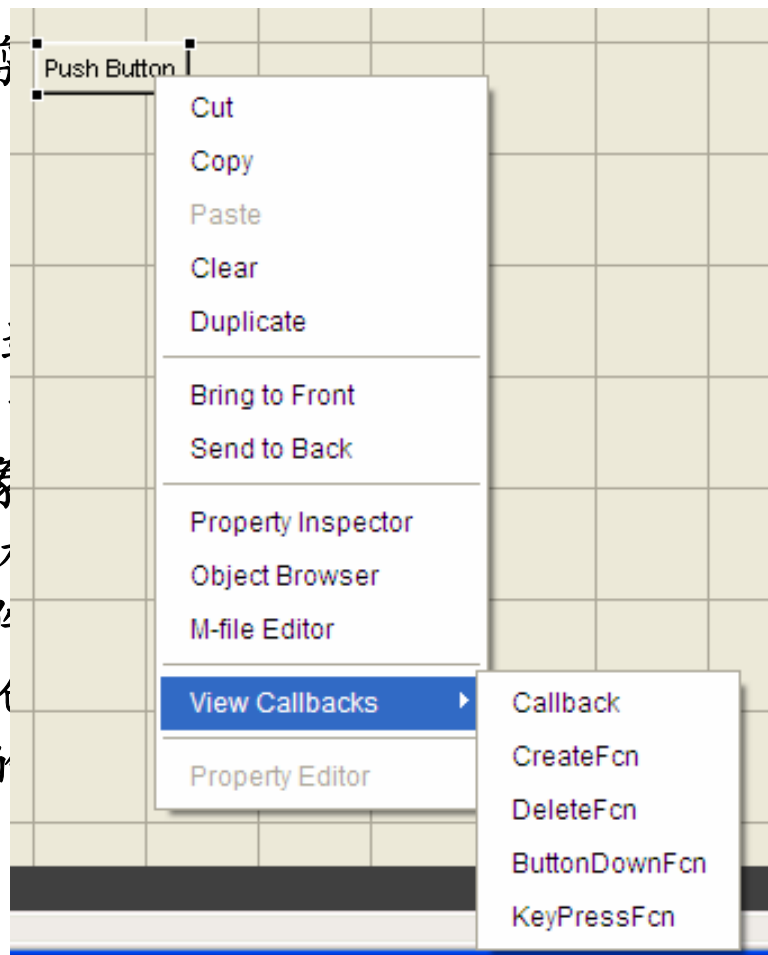 Push Button
Cut
Copy
Paste
Clear
Duplicate
Bring to Front
Send to Back
Property Inspector
Object Browser
M-file Editor
View Callbacks
Property Editor
Callback
CreateFcn
DeleteFcn
ButtonDownFcn
KeyPressFcn